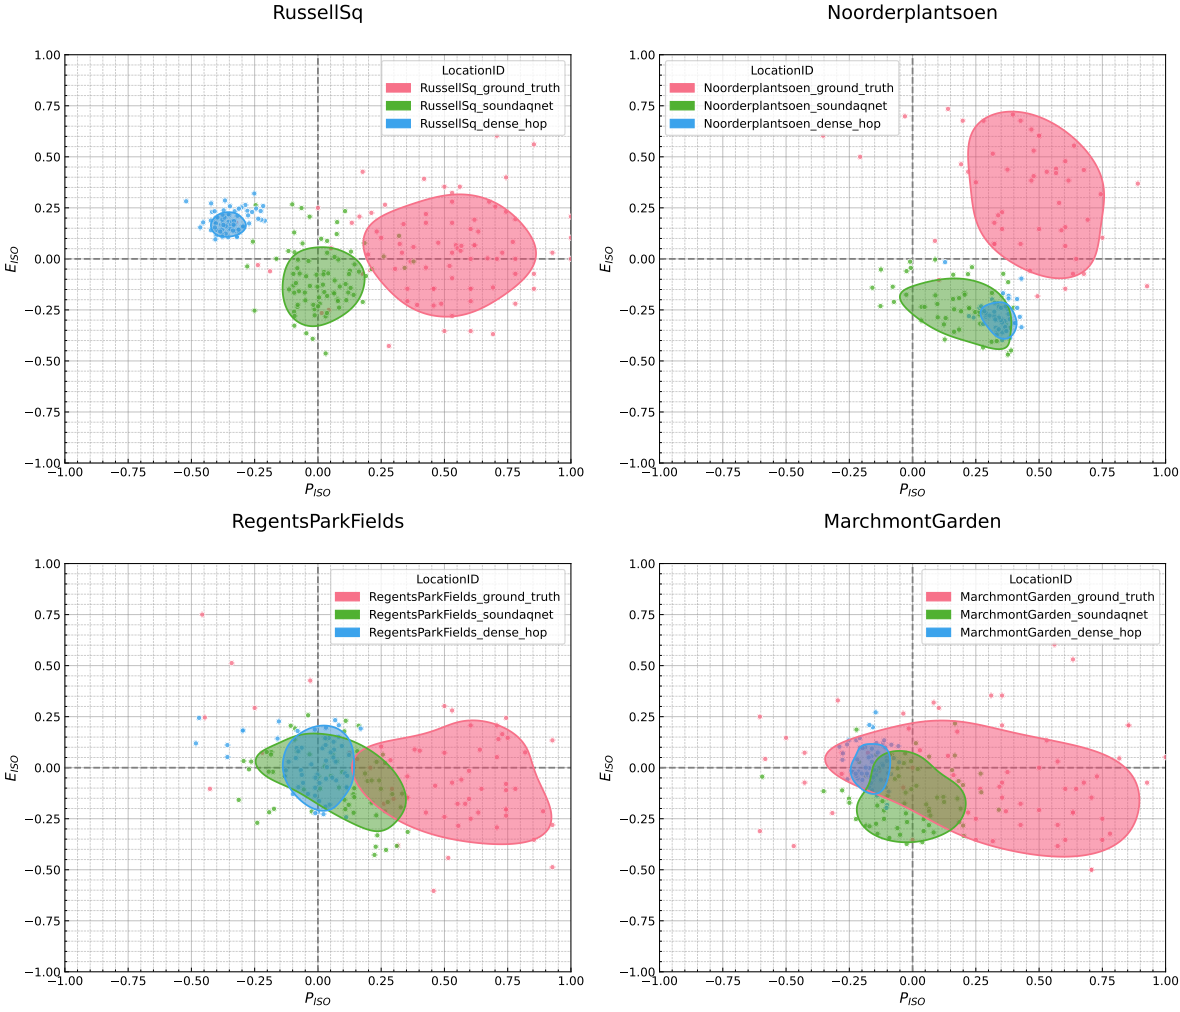 RussellSq
1.00
0.75
0.50
0.25
0.00
−0.25
−0.50
−0.75
−1.00
E_ISO
LocationID
RussellSq_ground_truth
RussellSq_soundaqnet
RussellSq_dense_hop
−1.00 −0.75 −0.50 −0.25 0.00 0.25 0.50 0.75 1.00
P_ISO
Noorderplantsoen
1.00
0.75
0.50
0.25
0.00
−0.25
−0.50
−0.75
−1.00
E_ISO
LocationID
Noorderplantsoen_ground_truth
Noorderplantsoen_soundaqnet
Noorderplantsoen_dense_hop
−1.00 −0.75 −0.50 −0.25 0.00 0.25 0.50 0.75 1.00
P_ISO
RegentsParkFields
1.00
0.75
0.50
0.25
0.00
−0.25
−0.50
−0.75
−1.00
E_ISO
LocationID
RegentsParkFields_ground_truth
RegentsParkFields_soundaqnet
RegentsParkFields_dense_hop
−1.00 −0.75 −0.50 −0.25 0.00 0.25 0.50 0.75 1.00
P_ISO
MarchmontGarden
1.00
0.75
0.50
0.25
0.00
−0.25
−0.50
−0.75
−1.00
E_ISO
LocationID
MarchmontGarden_ground_truth
MarchmontGarden_soundaqnet
MarchmontGarden_dense_hop
−1.00 −0.75 −0.50 −0.25 0.00 0.25 0.50 0.75 1.00
P_ISO